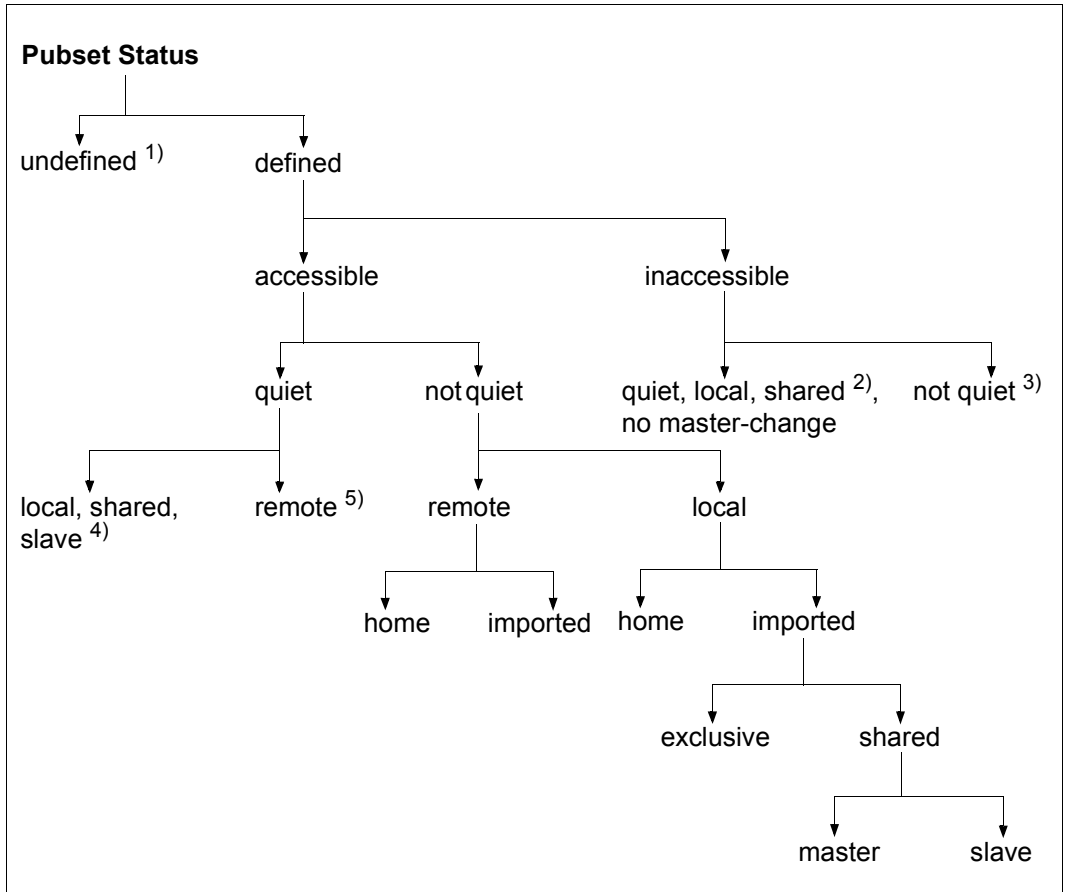 Pubset Status
undefined 1) defined
accessible inaccessible
quiet not quiet quiet, local, shared 2), not quiet 3)
no master-change
local, shared, remote 5) remote local
slave 4)
home imported home imported
exclusive shared
master slave